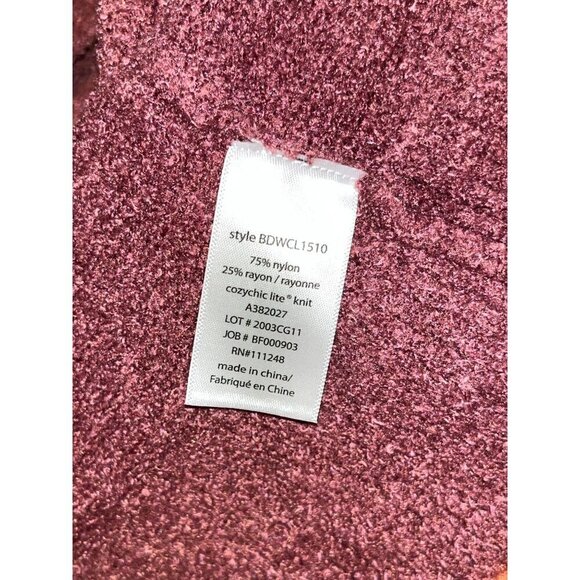 style BDWCL1510
75% nylon
25% rayon / rayonne
cozychic lite® knit
A382027
LOT # 2003CG11
JOB # BF000903
RN#111248
made in china/
Fabriqué en Chine